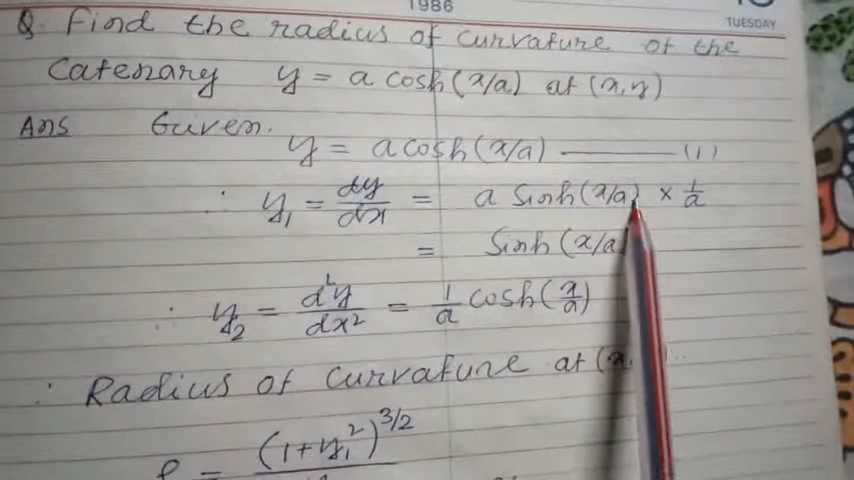 1986
TUESDAY
Q. Find the radius of curvature of the
Catenary y = a cosh(x/a) at (x,y)
Ans Given.
y = a cosh(x/a) ——— (1)
∴ y₁ = dy/dx = a Sinh(x/a) × 1/a
= Sinh(x/a
∴ y₂ = d²y/dx² = 1/a cosh(x/a)
∴ Radius of Curvature at (x,
ρ = (1+y₁²)^3/2